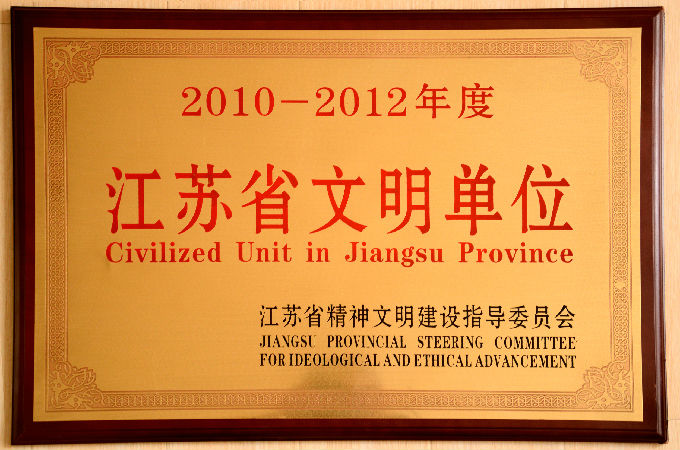 2010－2012年度
江苏省文明单位
Civilized Unit in Jiangsu Province
江苏省精神文明建设指导委员会
JIANGSU PROVINCIAL STEERING COMMITTEE
FOR IDEOLOGICAL AND ETHICAL ADVANCEMENT